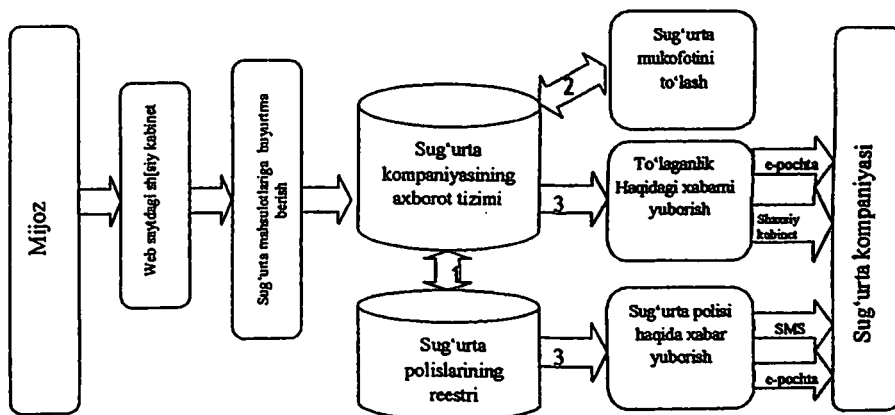 Mijoz
Web saytdagi shaxsiy kabinet
Sug‘urta mahsulotlariga buyurtma
berish
Sug‘urta
kompaniyasining
axborot tizimi
1
Sug‘urta
polislarining
reestri
2
Sug‘urta
mukofotini
to‘lash
3
To‘laganlik
Haqidagi xabarni
yuborish
e-pochta
Shaxsiy
kabinet
3
Sug‘urta polisi
haqida xabar
yuborish
SMS
e-pochta
Sug‘urta kompaniyasi